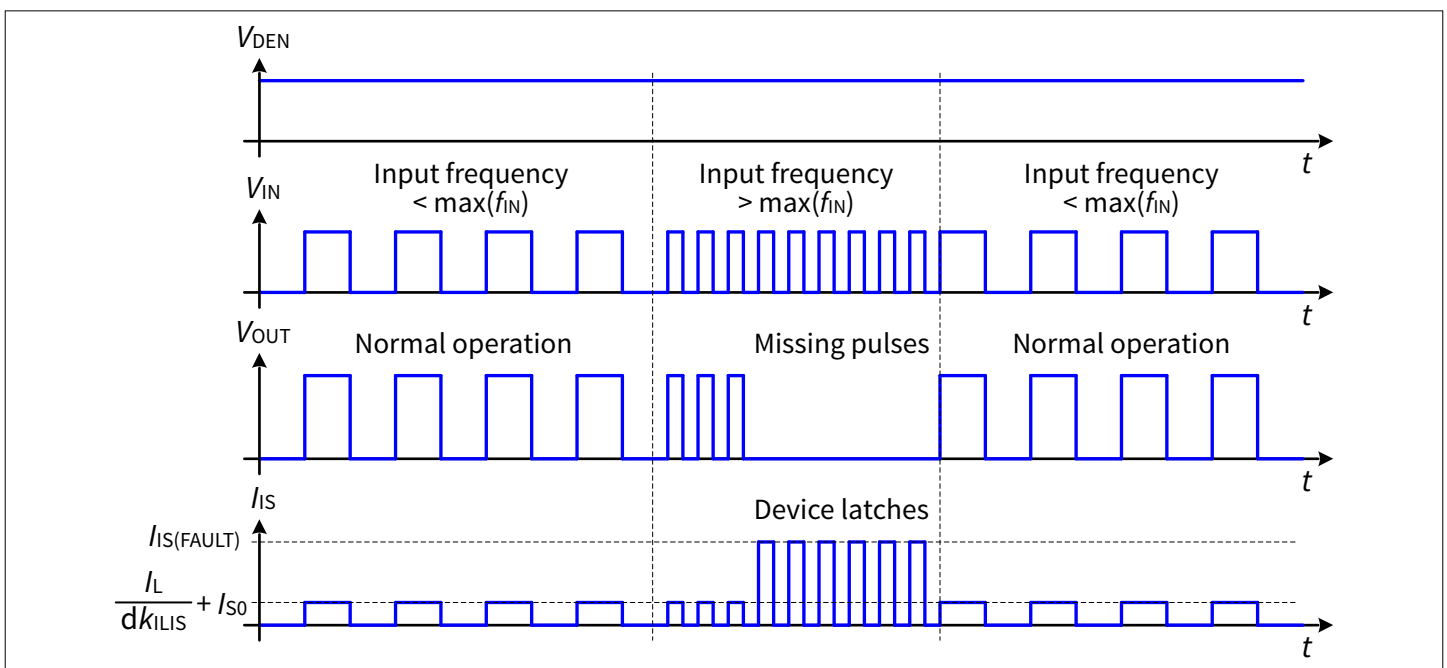 VDEN
t
Input frequency
< max(fIN)
Input frequency
> max(fIN)
Input frequency
< max(fIN)
VIN
t
VOUT
Normal operation
Missing pulses
Normal operation
t
IIS
Device latches
IIS(FAULT)
IL
dkILIS
+ IS0
t